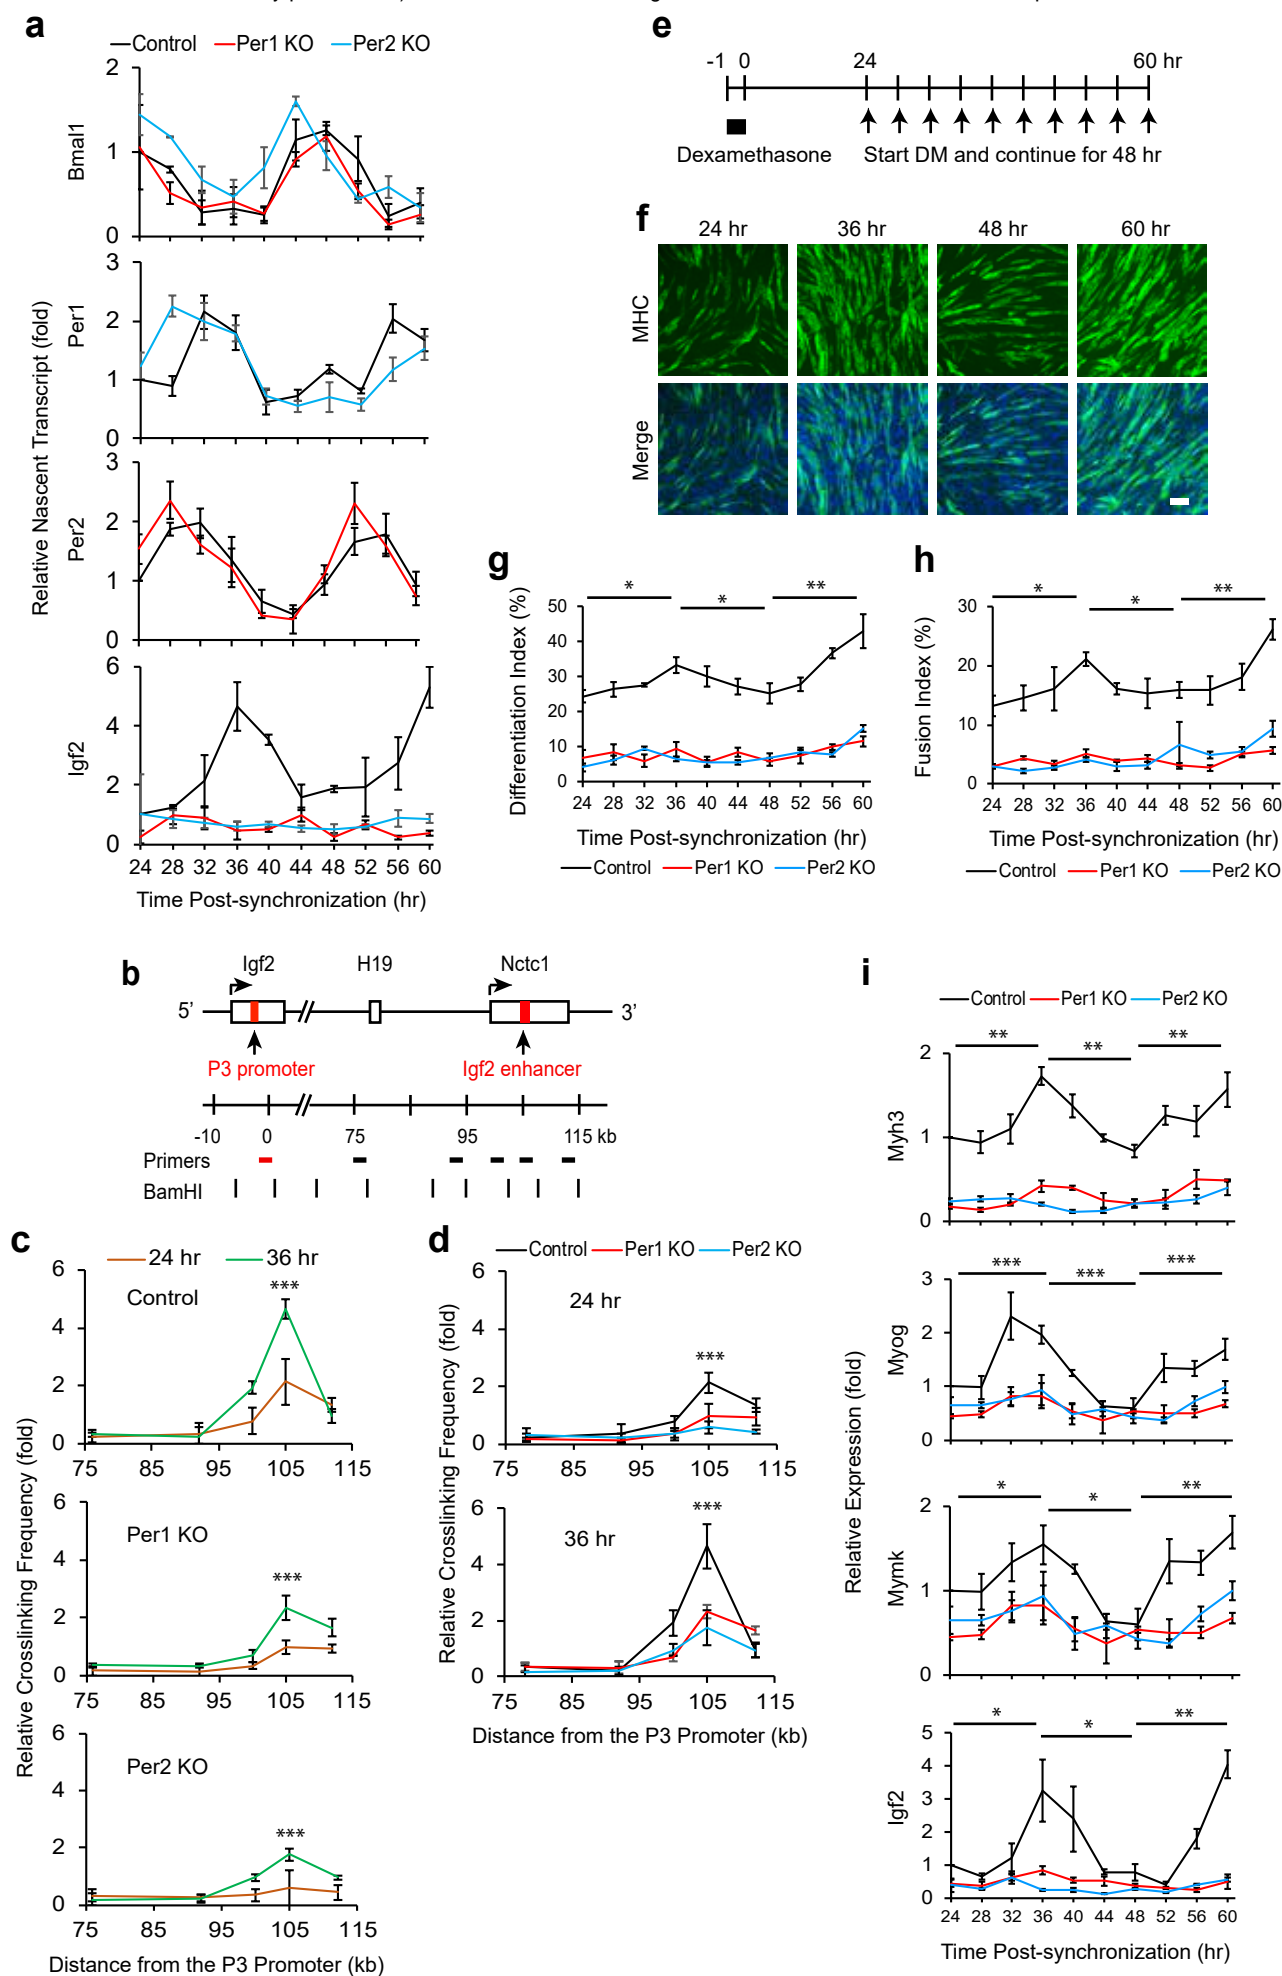 a
Control Per1 KO Per2 KO
Relative Nascent Transcript (fold)
Bmal1
2
1
0
Per1
3
2
1
0
Per2
3
2
1
0
Igf2
6
4
2
0
24 28 32 36 40 44 48 52 56 60
Time Post-synchronization (hr)
e
-1 0 24 60 hr
Dexamethasone Start DM and continue for 48 hr
f
24 hr 36 hr 48 hr 60 hr
MHC
Merge
g
* * **
Differentiation Index (%)
50
40
30
20
10
0
24 28 32 36 40 44 48 52 56 60
Time Post-synchronization (hr)
Control Per1 KO Per2 KO
h
* * **
Fusion Index (%)
30
20
10
0
24 28 32 36 40 44 48 52 56 60
Time Post-synchronization (hr)
Control Per1 KO Per2 KO
b
Igf2 H19 Nctc1
5’ 3’
P3 promoter Igf2 enhancer
-10 0 75 95 115 kb
Primers
BamHI
c
24 hr 36 hr
Relative Crosslinking Frequency (fold)
Control
***
6
4
2
0
75 85 95 105 115
Per1 KO
***
6
4
2
0
75 85 95 105 115
Per2 KO
***
6
4
2
0
75 85 95 105 115
Distance from the P3 Promoter (kb)
d
Control Per1 KO Per2 KO
Relative Crosslinking Frequency (fold)
24 hr
***
6
4
2
0
75 85 95 105 115
36 hr
***
6
4
2
0
75 85 95 105 115
Distance from the P3 Promoter (kb)
i
Control Per1 KO Per2 KO
Relative Expression (fold)
** ** **
Myh3
2
1
0
*** *** ***
Myog
3
2
1
0
* * **
Mymk
2
1
0
* * **
Igf2
5
4
3
2
1
0
24 28 32 36 40 44 48 52 56 60
Time Post-synchronization (hr)